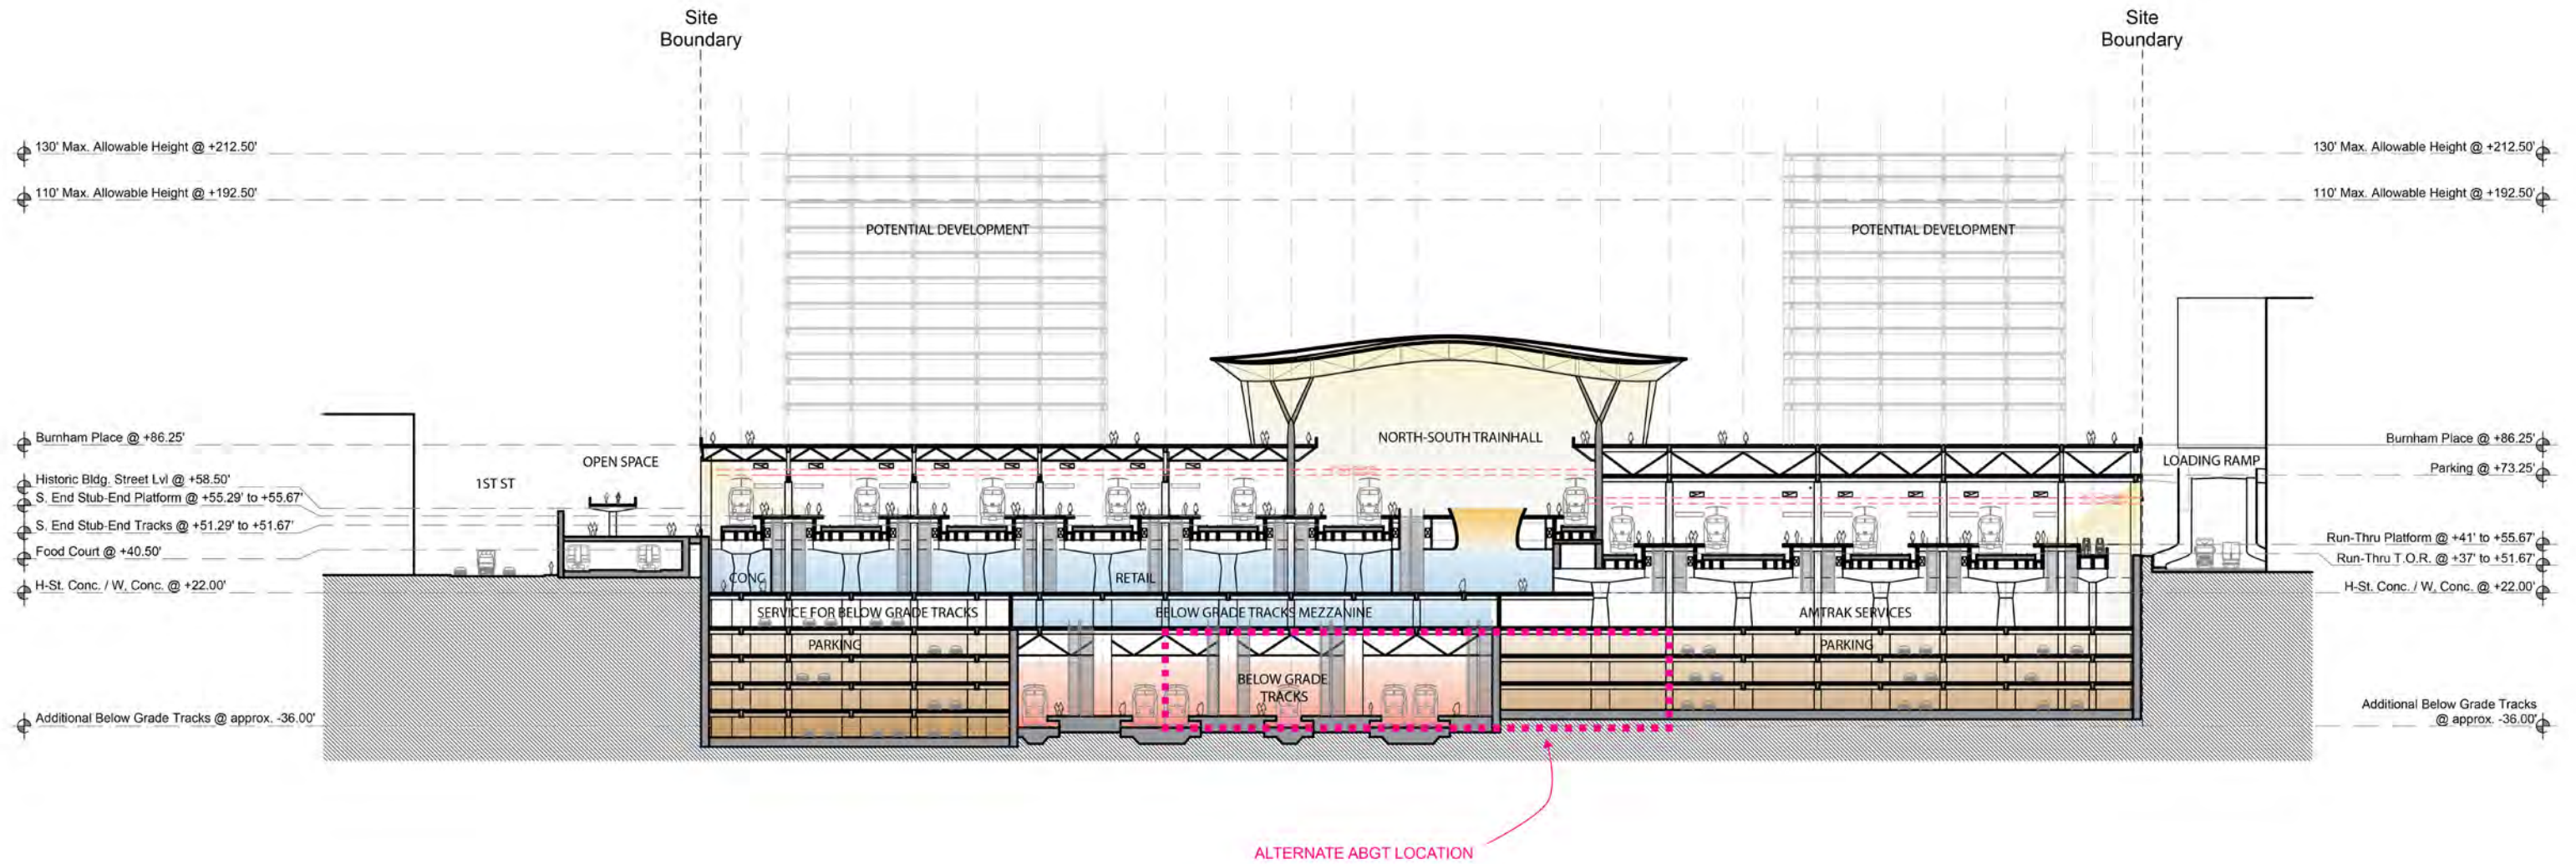 Site
Boundary
Site
Boundary
130' Max. Allowable Height @ +212.50'
130' Max. Allowable Height @ +212.50'
110' Max. Allowable Height @ +192.50'
110' Max. Allowable Height @ +192.50'
POTENTIAL DEVELOPMENT
POTENTIAL DEVELOPMENT
Burnham Place @ +86.25'
NORTH-SOUTH TRAINHALL
Burnham Place @ +86.25'
OPEN SPACE
LOADING RAMP
Parking @ +73.25'
Historic Bldg. Street Lvl @ +58.50'
1ST ST
S. End Stub-End Platform @ +55.29' to +55.67'
S. End Stub-End Tracks @ +51.29' to +51.67'
Run-Thru Platform @ +41' to +55.67'
Food Court @ +40.50'
Run-Thru T.O.R. @ +37' to +51.67'
CONC
RETAIL
H-St. Conc. / W. Conc. @ +22.00'
H-St. Conc. / W. Conc. @ +22.00'
SERVICE FOR BELOW GRADE TRACKS
BELOW GRADE TRACKS MEZZANINE
AMTRAK SERVICES
PARKING
PARKING
BELOW GRADE
TRACKS
Additional Below Grade Tracks @ approx. -36.00'
Additional Below Grade Tracks
@ approx. -36.00'
ALTERNATE ABGT LOCATION